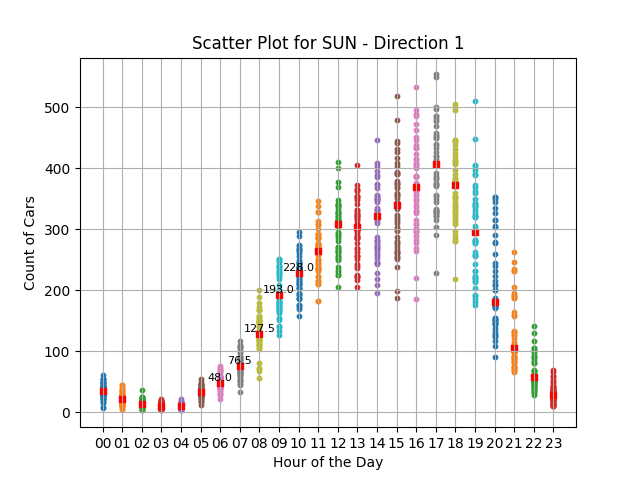 Scatter Plot for SUN - Direction 1
Count of Cars
500
400
300
200
100
0
228.0
193.0
127.5
76.5
48.0
00 01 02 03 04 05 06 07 08 09 10 11 12 13 14 15 16 17 18 19 20 21 22 23
Hour of the Day